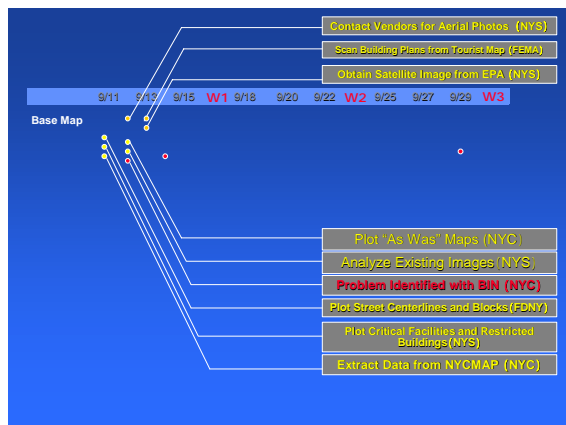 Contact Vendors for Aerial Photos (NYS)
Scan Building Plans from Tourist Map (FEMA)
Obtain Satellite Image from EPA (NYS)
9/11 9/13 9/15 W1 9/18 9/20 9/22 W2 9/25 9/27 9/29 W3
Base Map
Plot “As Was” Maps (NYC)
Analyze Existing Images (NYS)
Problem Identified with BIN (NYC)
Plot Street Centerlines and Blocks(FDNY)
Plot Critical Facilities and Restricted
Buildings(NYS)
Extract Data from NYCMAP (NYC)